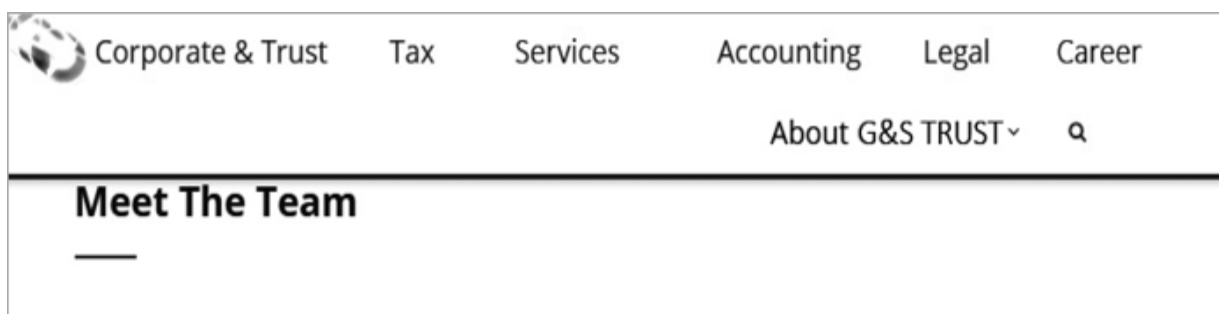 Corporate & Trust Tax Services Accounting Legal Career
About G&S TRUST
Meet The Team